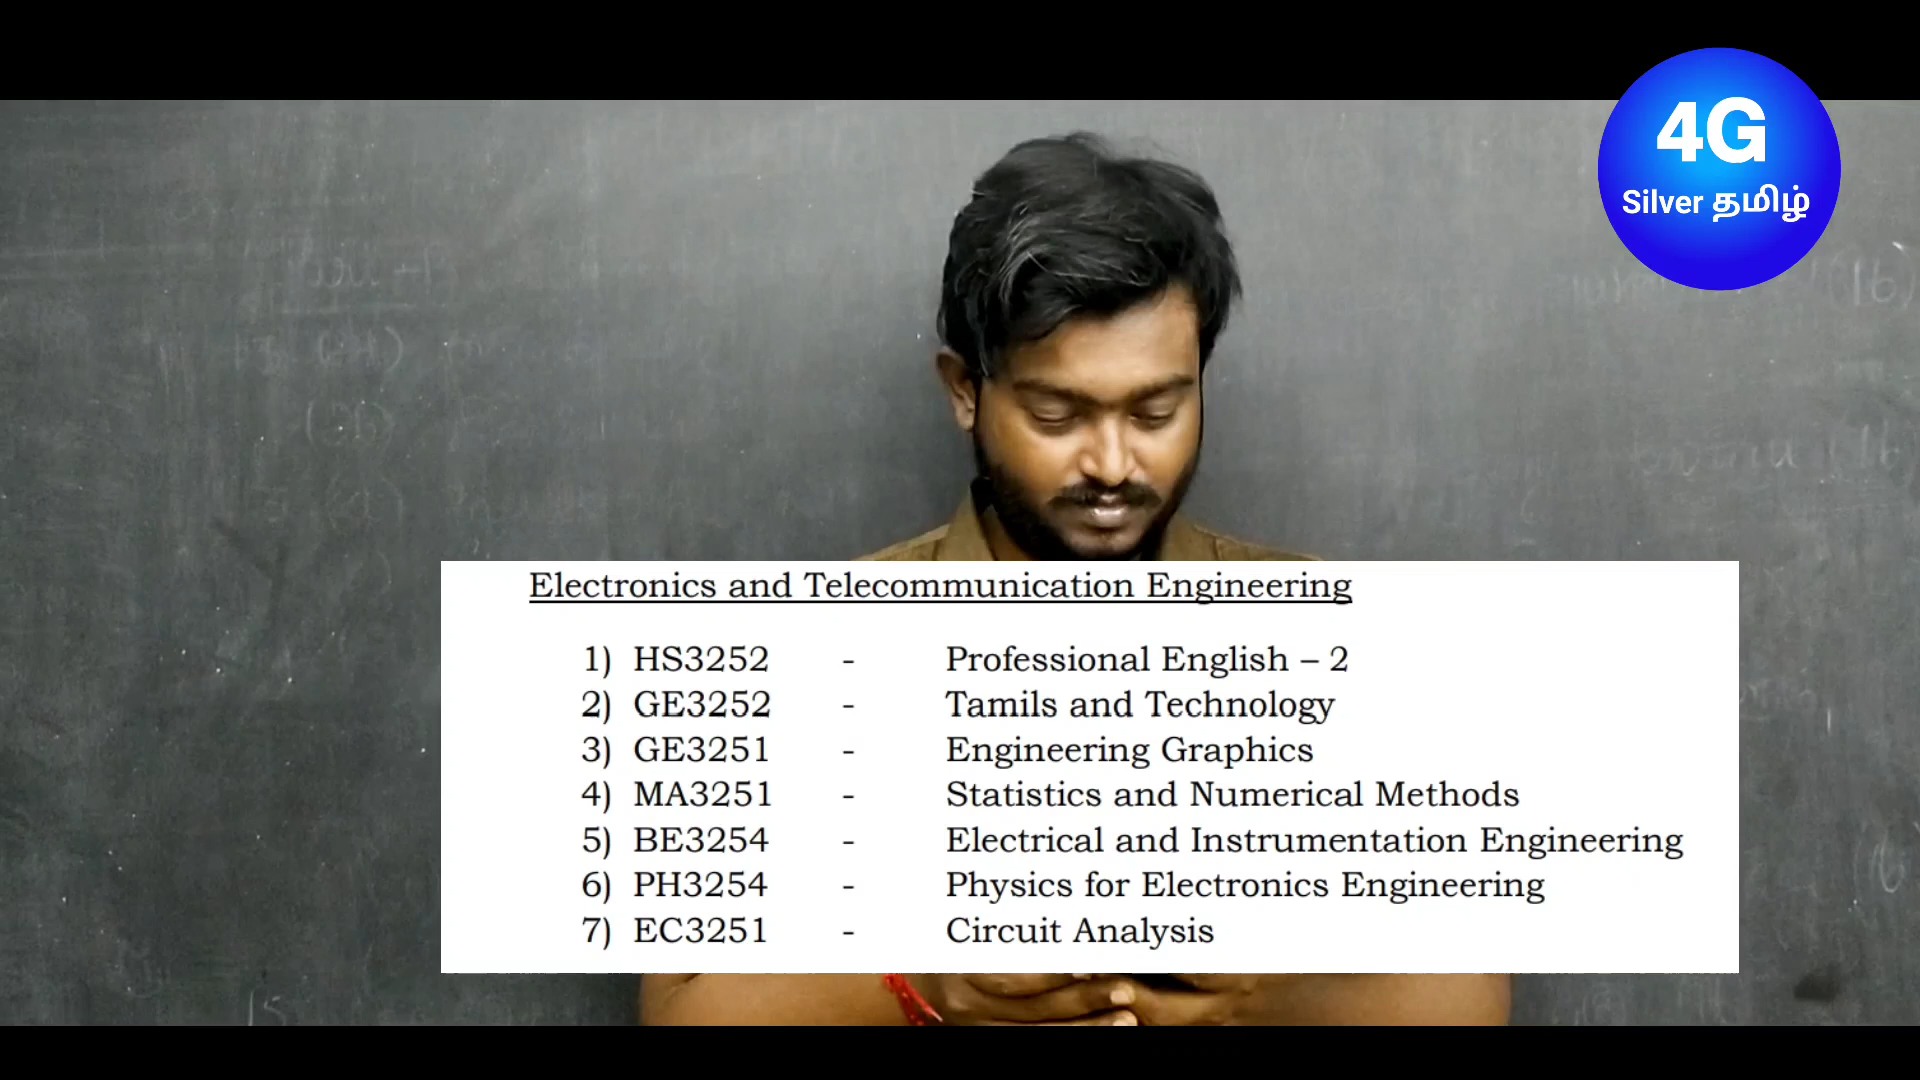 4G
Silver தமிழ்
(16)
Electronics and Telecommunication Engineering
1) HS3252 - Professional English – 2
2) GE3252 - Tamils and Technology
3) GE3251 - Engineering Graphics
4) MA3251 - Statistics and Numerical Methods
5) BE3254 - Electrical and Instrumentation Engineering
6) PH3254 - Physics for Electronics Engineering
7) EC3251 - Circuit Analysis